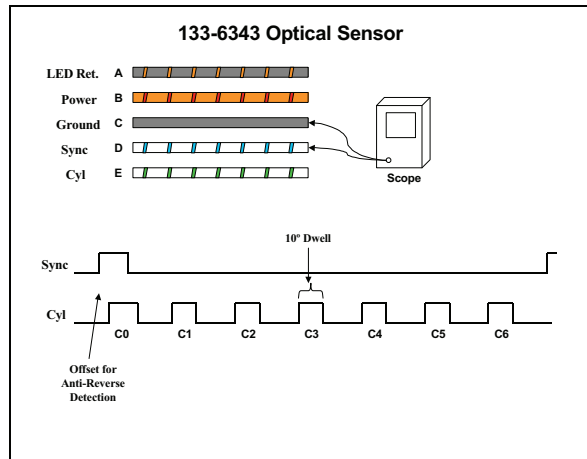 133-6343 Optical Sensor
LED Ret. A
Power B
Ground C
Sync D
Cyl E
Scope
10° Dwell
Sync
Cyl
C0 C1 C2 C3 C4 C5 C6
Offset for
Anti-Reverse
Detection